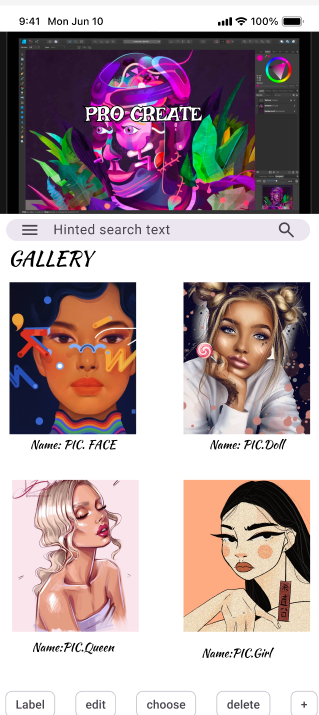 9:41 Mon Jun 10 100%
PRO CREATE
Hinted search text
GALLERY
Name: PIC. FACE
Name: PIC.Doll
Name:PIC.Queen
Name:PIC.Girl
Label edit choose delete +